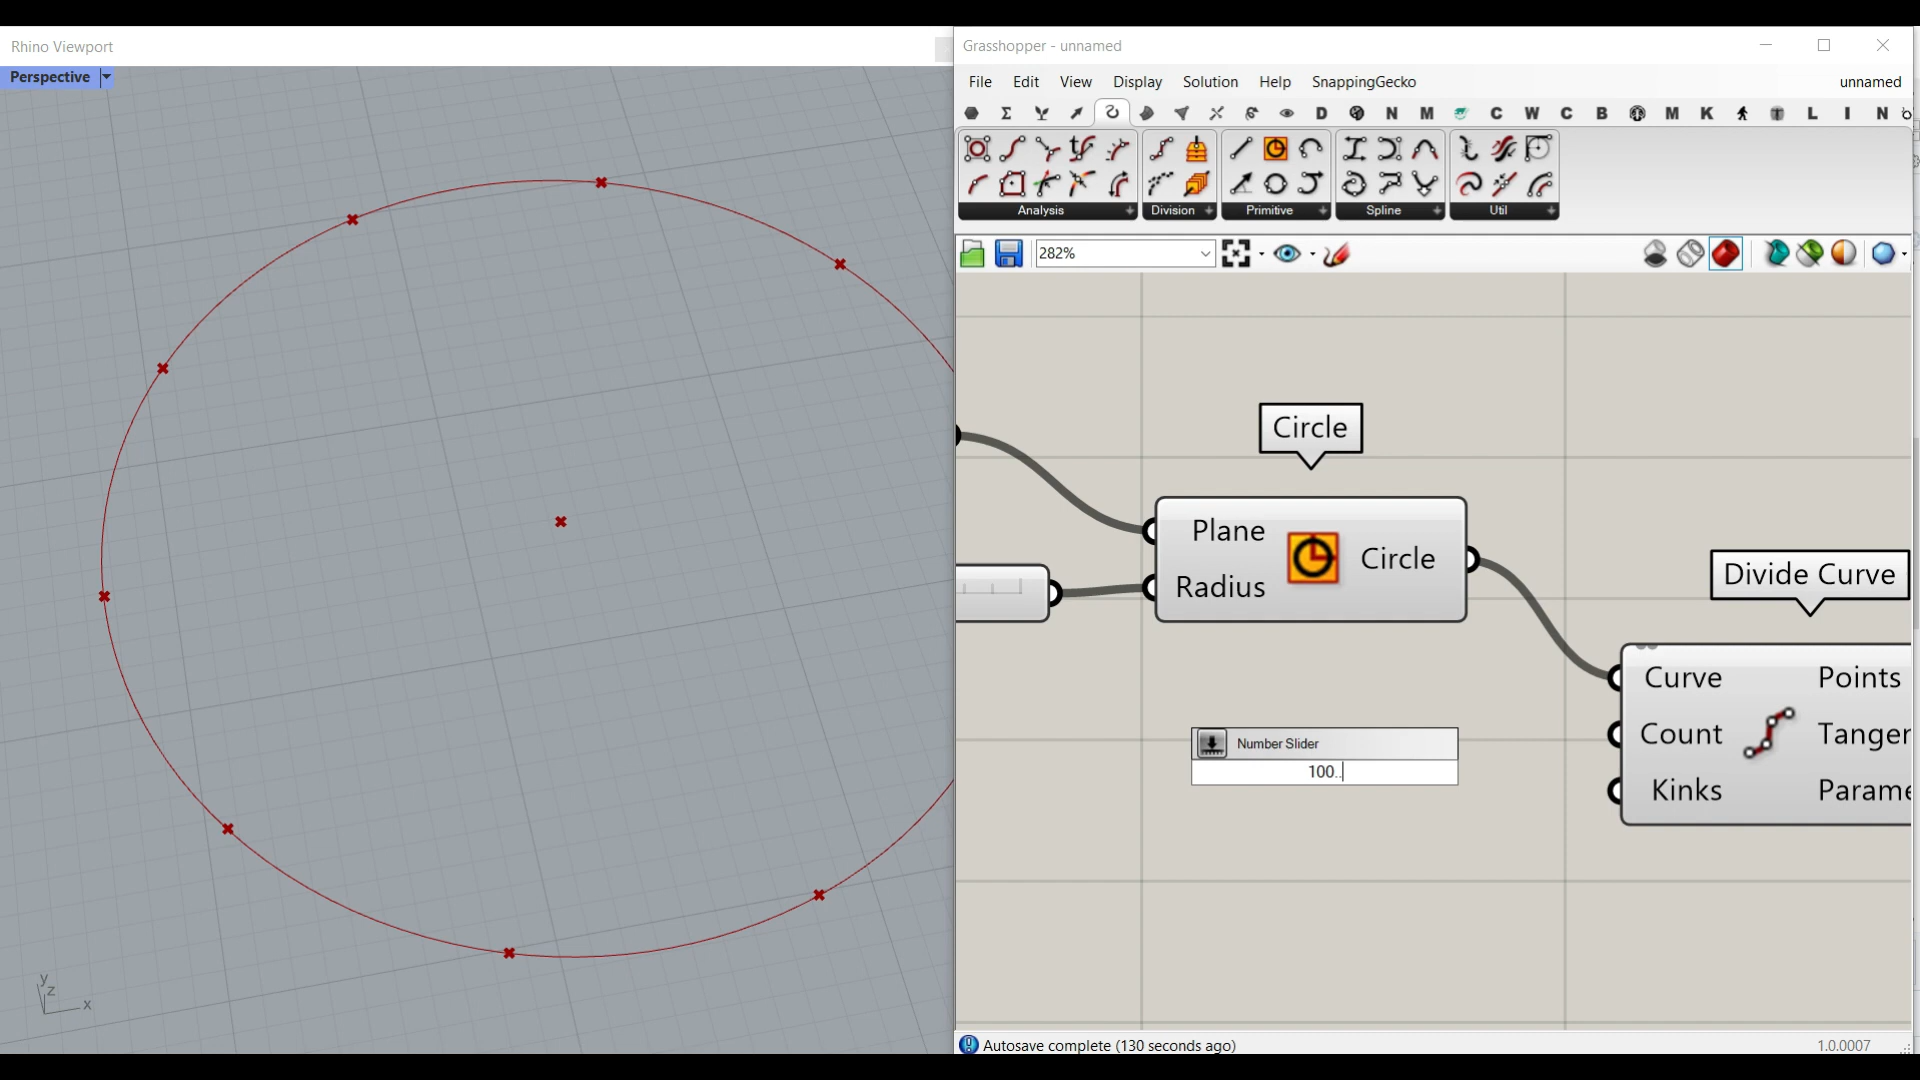 Rhino Viewport
Perspective
y
z
x
Grasshopper - unnamed
File Edit View Display Solution Help SnappingGecko unnamed
D N M C W C B M K L I N
Analysis Division Primitive Spline Util
282%
Circle
Plane
Radius
Circle
Divide Curve
Curve Points
Count Tanger
Kinks Parame
Number Slider
100..
Autosave complete (130 seconds ago) 1.0.0007